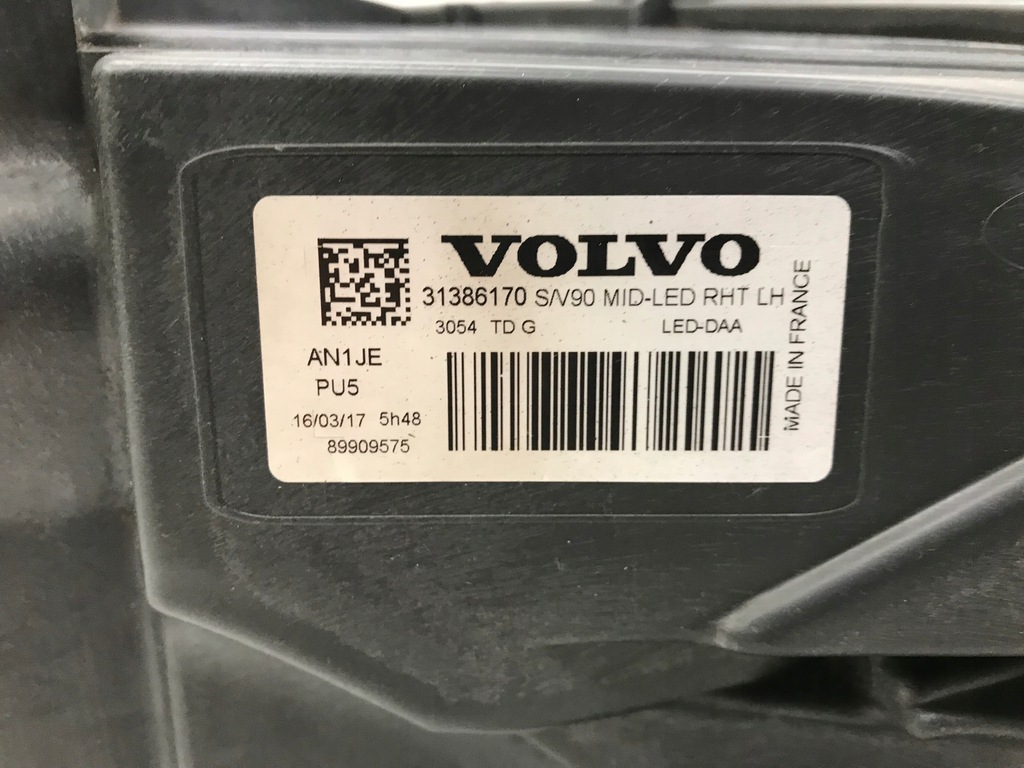 VOLVO
31386170 S/V90 MID-LED RHT LH
3054 TD G LED-DAA
AN1JE
PU5
16/03/17 5h48
89909575
MADE IN FRANCE